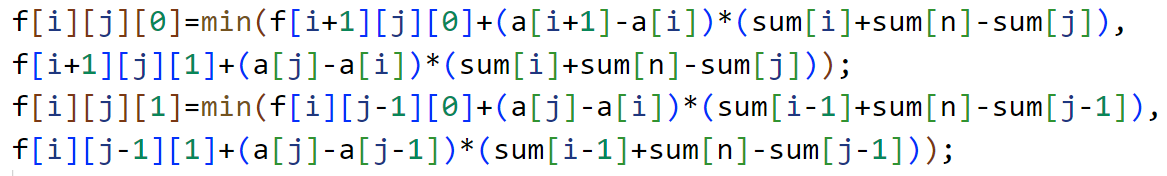 f[i][j][0]=min(f[i+1][j][0]+(a[i+1]-a[i])*(sum[i]+sum[n]-sum[j]),
f[i+1][j][1]+(a[j]-a[i])*(sum[i]+sum[n]-sum[j]));
f[i][j][1]=min(f[i][j-1][0]+(a[j]-a[i])*(sum[i-1]+sum[n]-sum[j-1]),
f[i][j-1][1]+(a[j]-a[j-1])*(sum[i-1]+sum[n]-sum[j-1]));